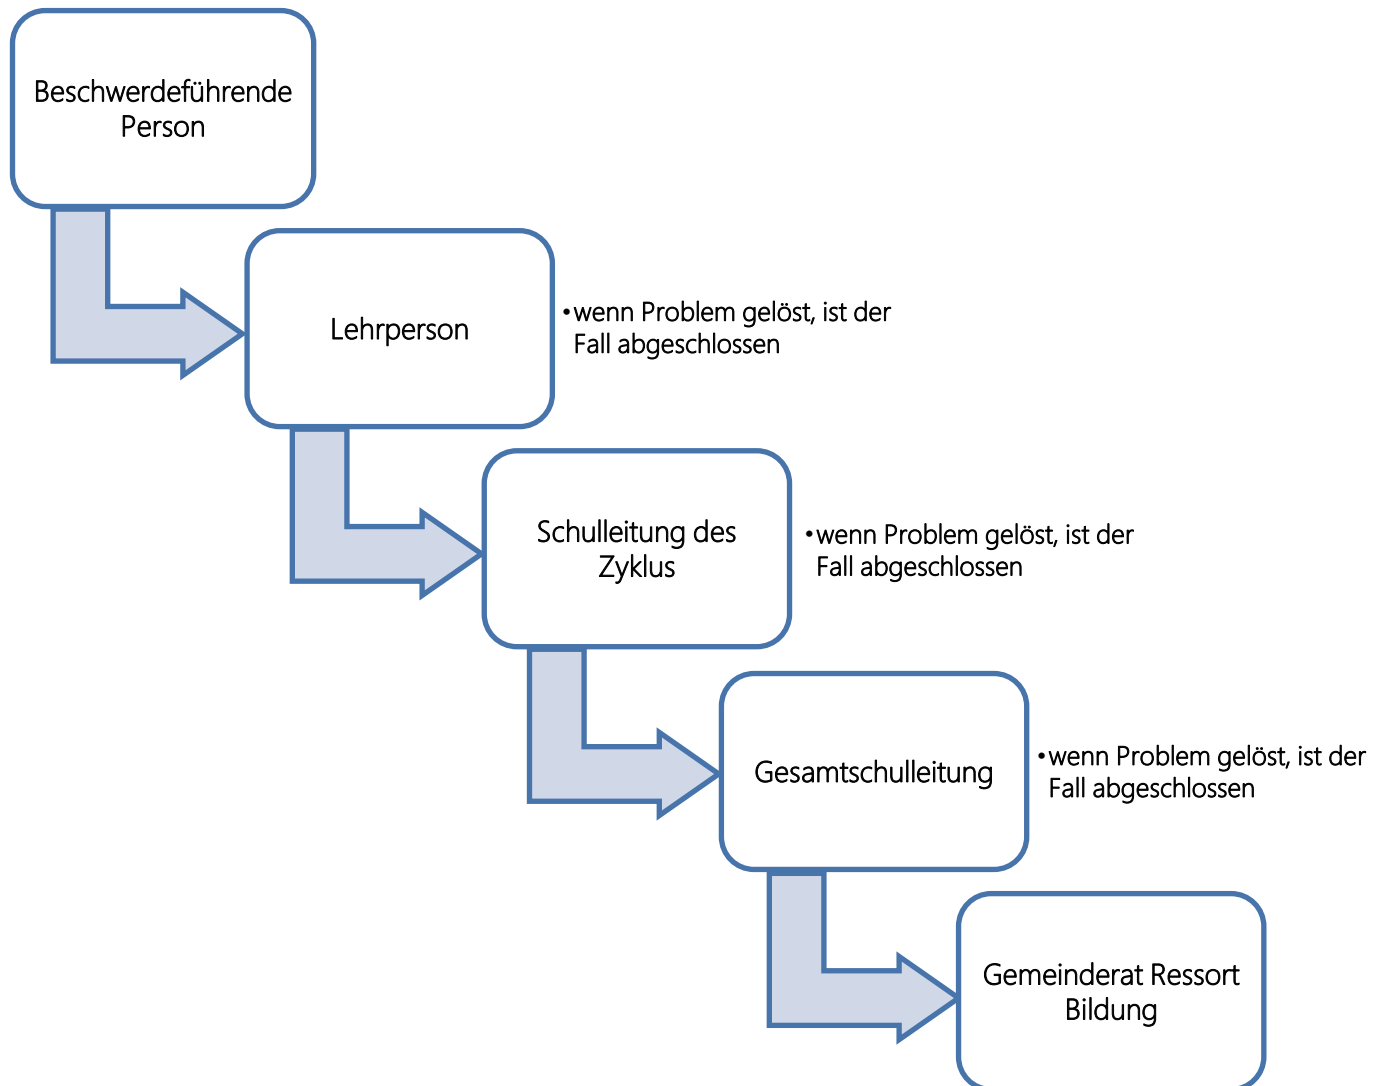 Beschwerdeführende
Person
Lehrperson
•wenn Problem gelöst, ist der
Fall abgeschlossen
Schulleitung des
Zyklus
•wenn Problem gelöst, ist der
Fall abgeschlossen
Gesamtschulleitung
•wenn Problem gelöst, ist der
Fall abgeschlossen
Gemeinderat Ressort
Bildung